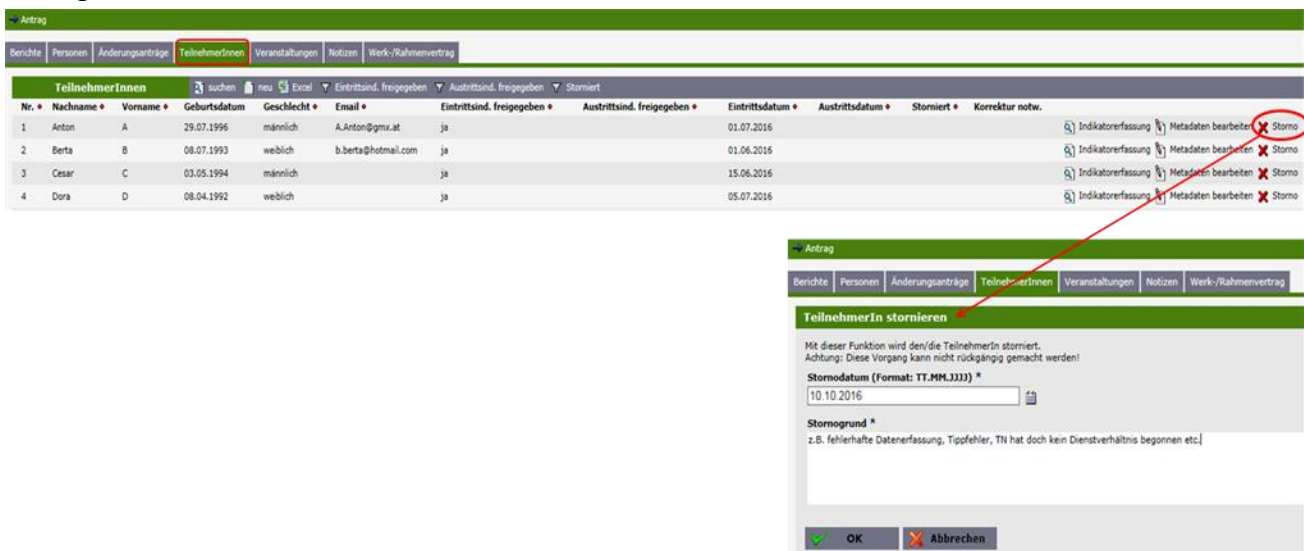 Antrag
Berichte Personen Änderungsanträge TeilnehmerInnen Veranstaltungen Notizen Werk-/Rahmenvertrag
TeilnehmerInnen suchen neu Excel Eintrittsind. freigegeben Austrittsind. freigegeben Storniert
Nr. Nachname Vorname Geburtsdatum Geschlecht Email Eintrittsind. freigegeben Austrittsind. freigegeben Eintrittsdatum Austrittsdatum Storniert Korrektur notw.
1 Anton A 29.07.1996 männlich A.Anton@gmx.at ja 01.07.2016 Indikatorerfassung Metadaten bearbeiten Storno
2 Berta B 08.07.1993 weiblich b.berta@hotmail.com ja 01.06.2016 Indikatorerfassung Metadaten bearbeiten Storno
3 Cesar C 03.05.1994 männlich ja 15.06.2016 Indikatorerfassung Metadaten bearbeiten Storno
4 Dora D 08.04.1992 weiblich ja 05.07.2016 Indikatorerfassung Metadaten bearbeiten Storno
Antrag
Berichte Personen Änderungsanträge TeilnehmerInnen Veranstaltungen Notizen Werk-/Rahmenvertrag
TeilnehmerIn stornieren
Mit dieser Funktion wird den/die TeilnehmerIn storniert.
Achtung: Diese Vorgang kann nicht rückgängig gemacht werden!
Stornodatum (Format: TT.MM.JJJJ) *
10.10.2016
Stornogrund *
z.B. fehlerhafte Datenerfassung, Tippfehler, TN hat doch kein Dienstverhältnis begonnen etc.
OK Abbrechen